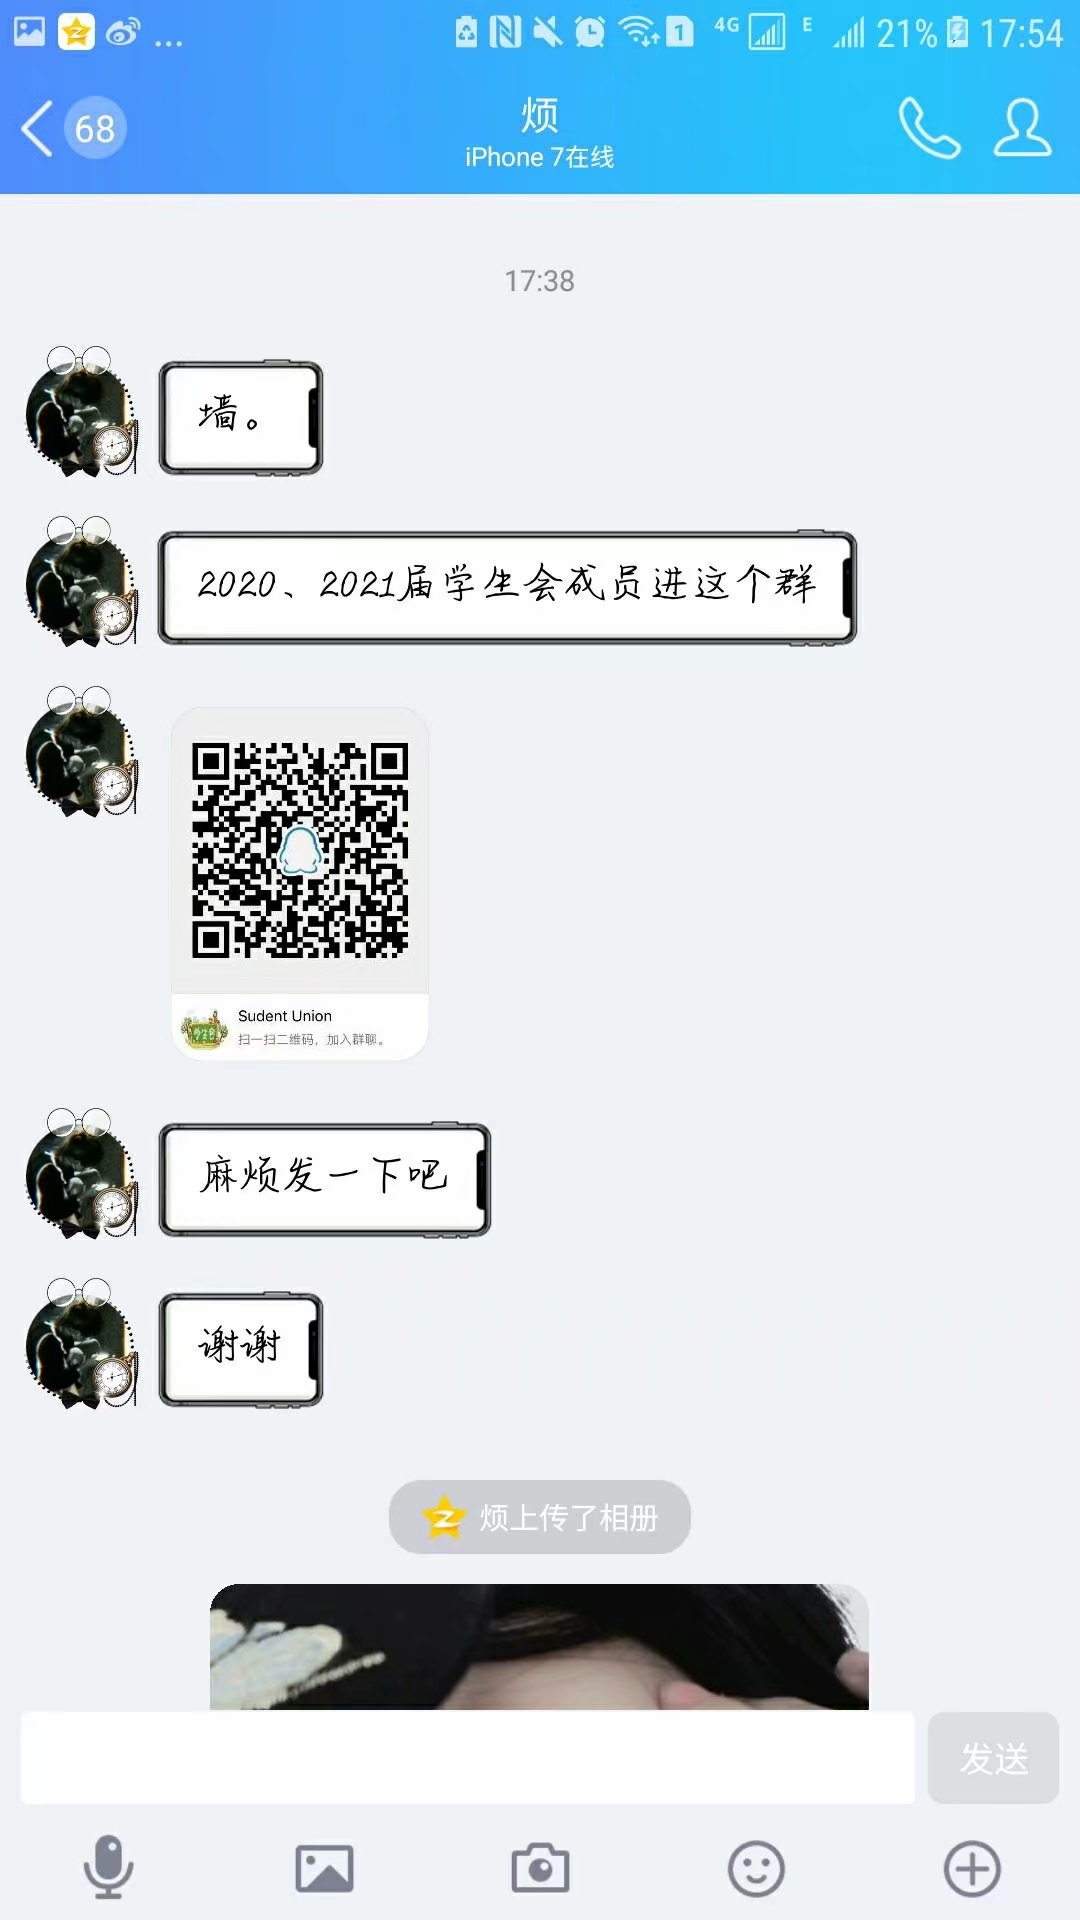 4G
E
21%
17:54
68
烦
iPhone 7在线
17:38
墙。
2020、2021届学生会成员进这个群
Sudent Union
扫一扫二维码，加入群聊。
麻烦发一下吧
谢谢
烦上传了相册
发送